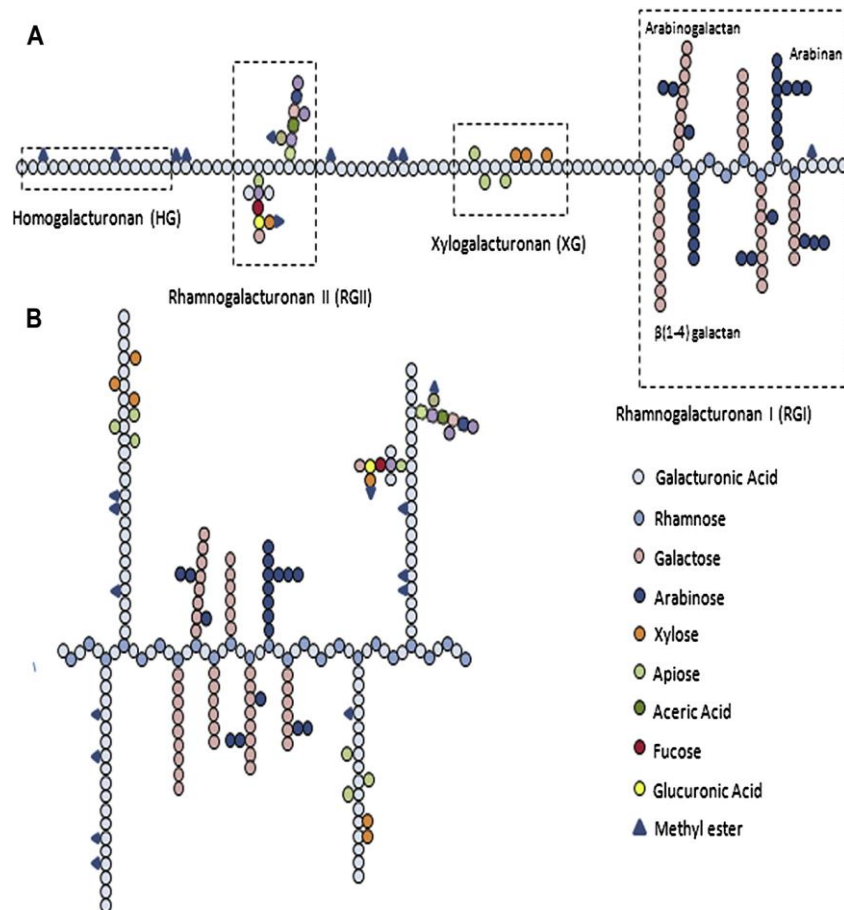 A
Arabinogalactan
Arabinan
Homogalacturonan (HG)
Xylogalacturonan (XG)
Rhamnogalacturonan II (RGII)
β(1-4) galactan
Rhamnogalacturonan I (RGI)
B
Galacturonic Acid
Rhamnose
Galactose
Arabinose
Xylose
Apiose
Aceric Acid
Fucose
Glucuronic Acid
Methyl ester